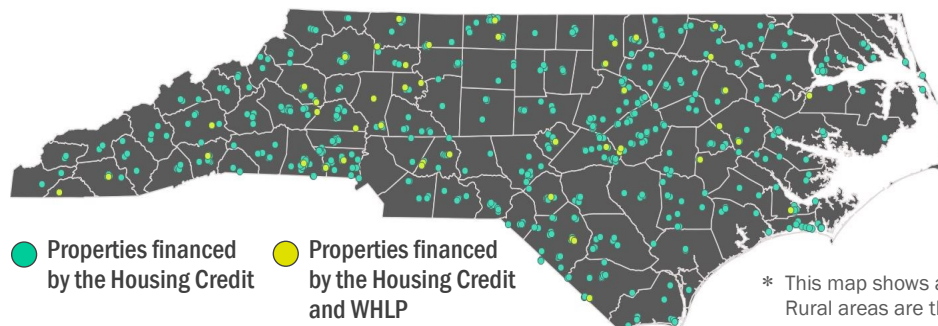 Properties financed
by the Housing Credit
Properties financed
by the Housing Credit
and WHLP
* This map shows a
Rural areas are th